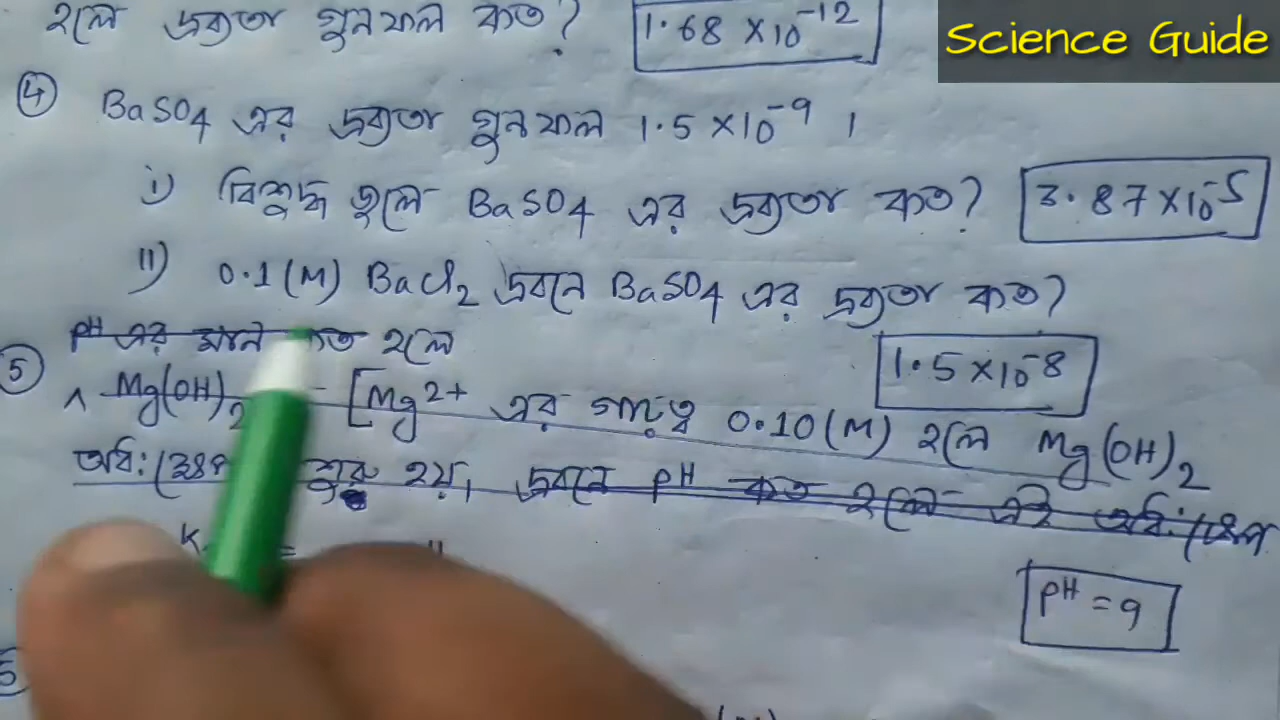 হলে দ্রব্যতা গুনফল কত? 1.68 × 10⁻¹²
Science Guide
④ BaSO₄ এর দ্রব্যতা গুনফল 1.5 × 10⁻⁹ ।
i) বিশুদ্ধ জলে BaSO₄ এর দ্রব্যতা কত? 3.87 × 10⁻⁵
ii) 0.1 (M) BaCl₂ দ্রবনে BaSO₄ এর দ্রব্যতা কত?
pH এর মান কত হলে
1.5 × 10⁻⁸
⑤ Mg(OH)₂ [Mg²⁺ এর গাঢ়ত্ব 0.10 (M) হলে Mg(OH)₂
অধঃ শুরু হয়, দ্রবনে pH কত হলে এই অধঃ
K =
pH = 9